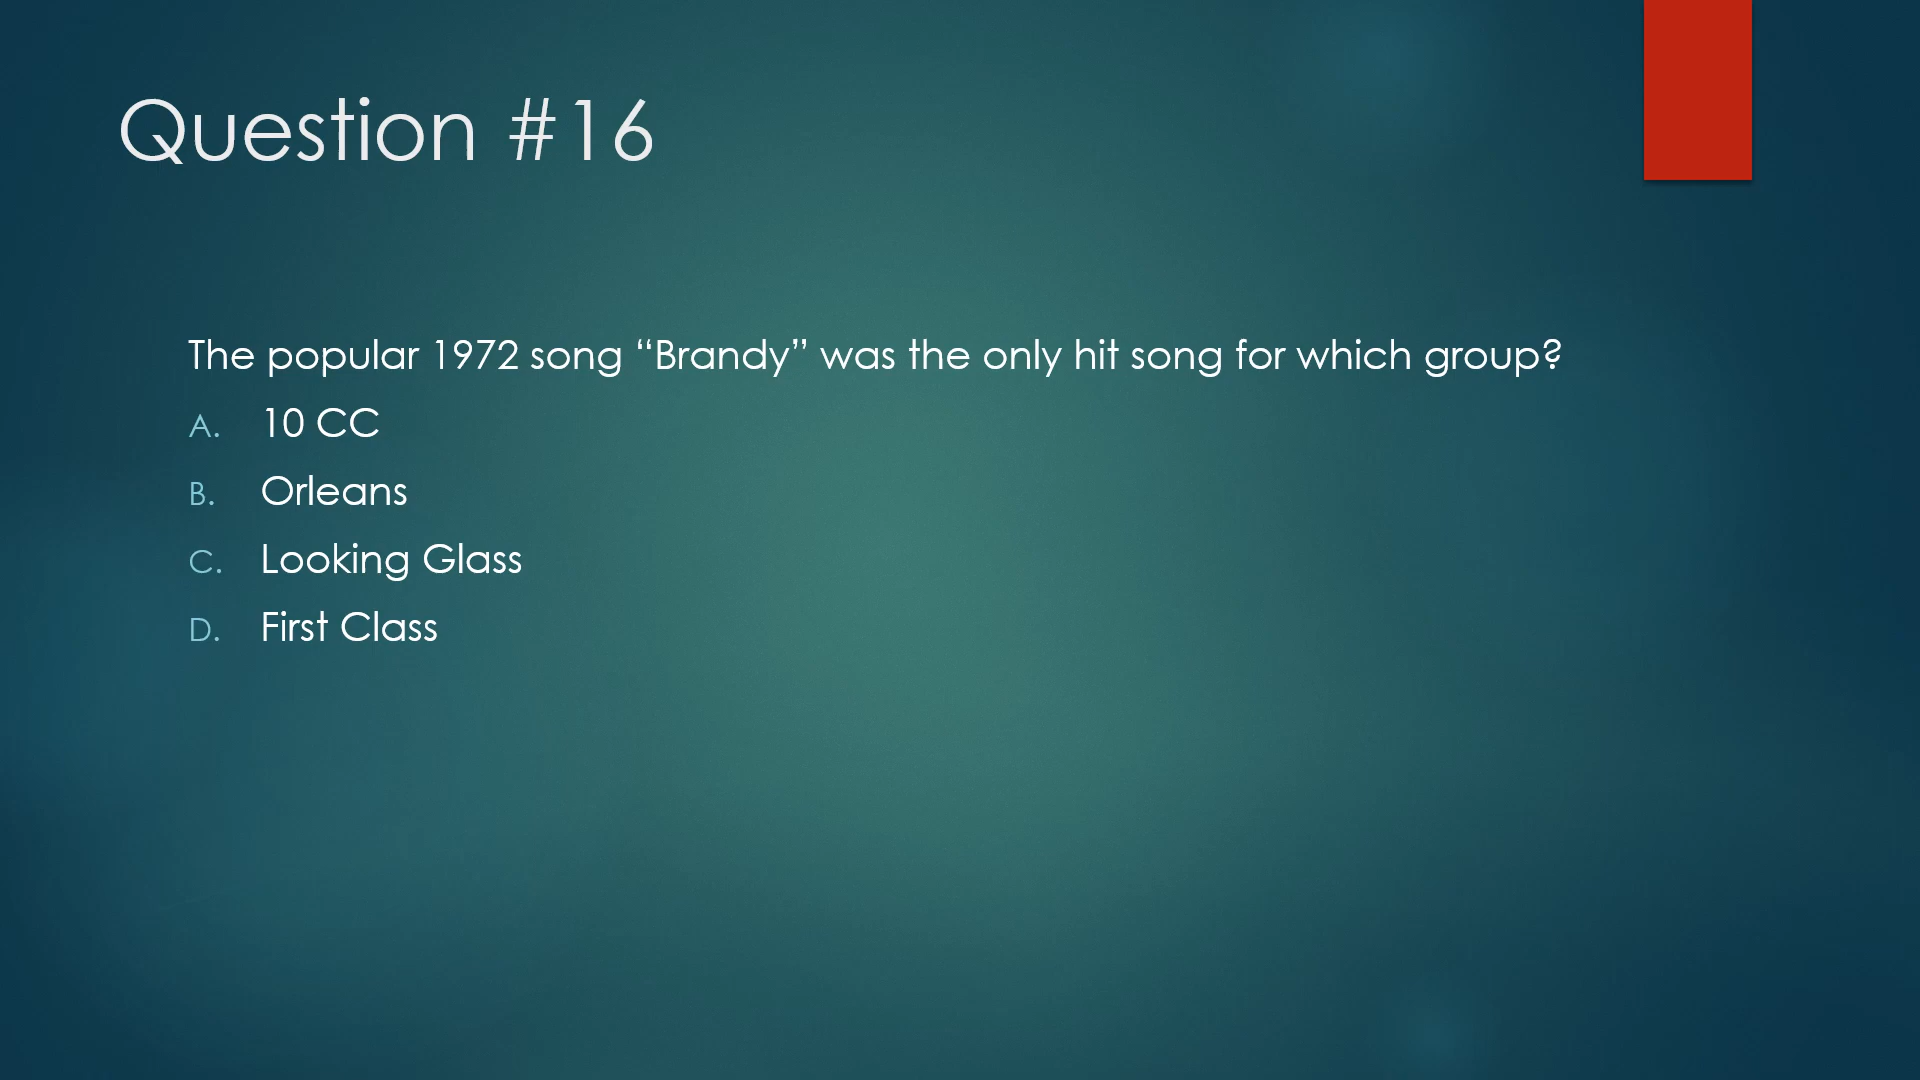 Question #16
The popular 1972 song “Brandy” was the only hit song for which group?
A. 10 CC
B. Orleans
C. Looking Glass
D. First Class